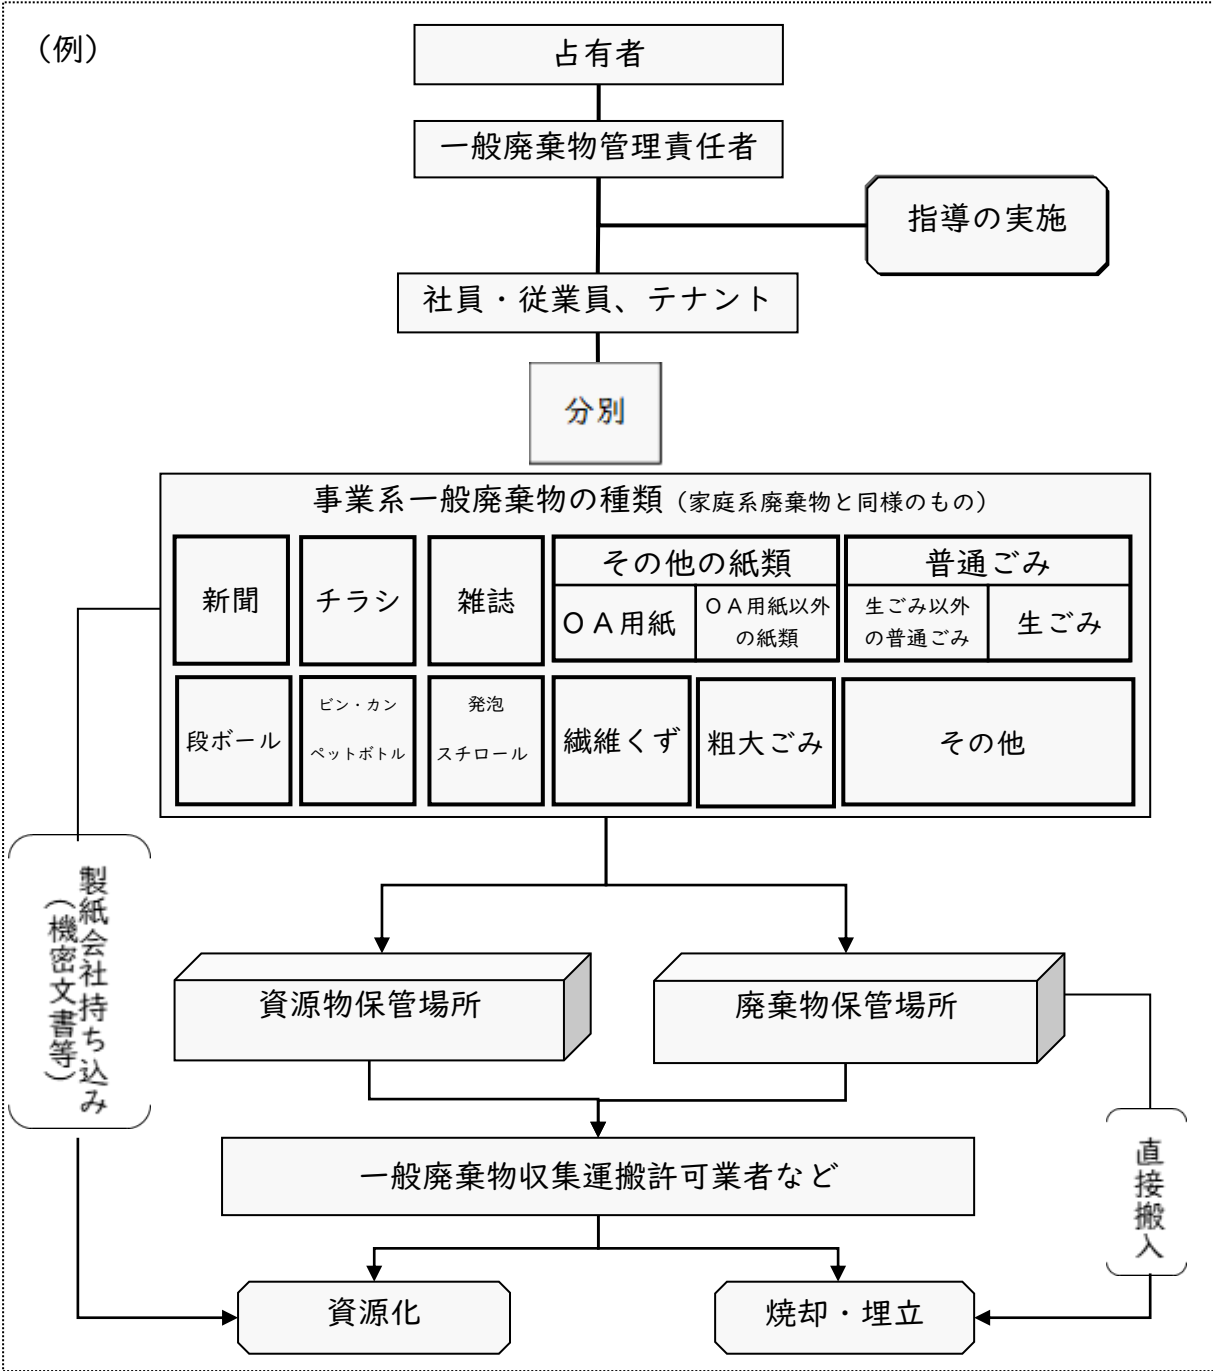 （例）
占有者
一般廃棄物管理責任者
指導の実施
社員・従業員、テナント
分別
事業系一般廃棄物の種類（家庭系廃棄物と同様のもの）
新聞
チラシ
雑誌
その他の紙類
ＯＡ用紙
ＯＡ用紙以外
の紙類
普通ごみ
生ごみ以外
の普通ごみ
生ごみ
段ボール
ビン・カン
ペットボトル
発泡
スチロール
繊維くず
粗大ごみ
その他
製紙会社持ち込み
（機密文書等）
資源物保管場所
廃棄物保管場所
一般廃棄物収集運搬許可業者など
直接搬入
資源化
焼却・埋立